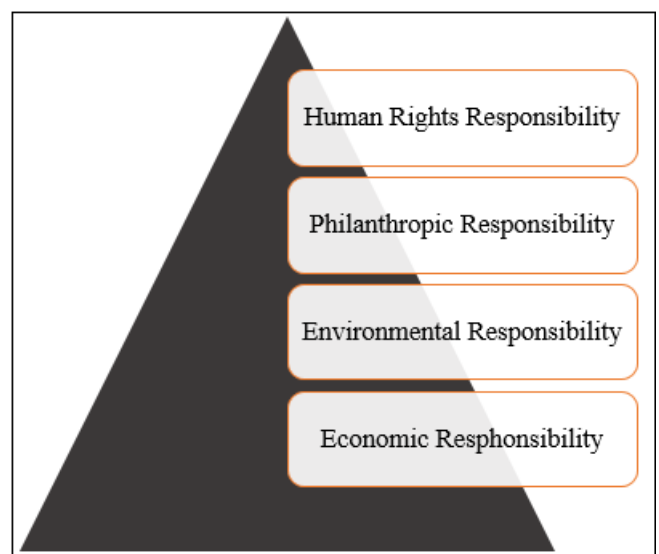 Human Rights Responsibility
Philanthropic Responsibility
Environmental Responsibility
Economic Resphonsibility